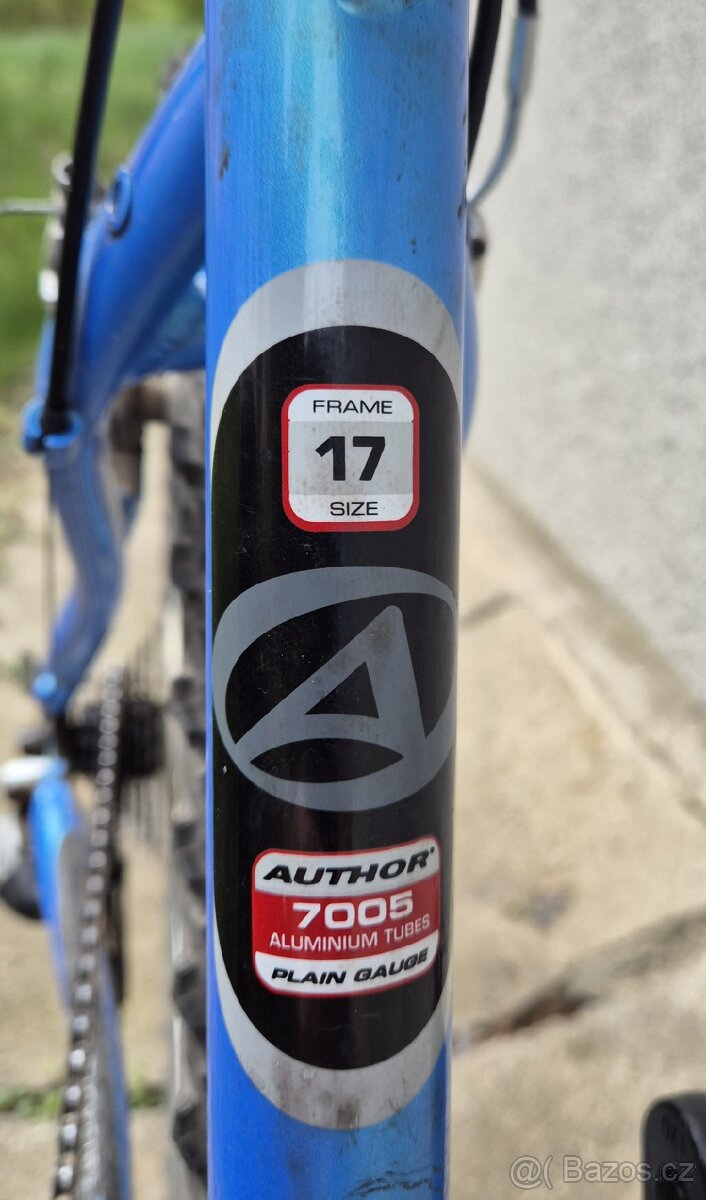 FRAME
17
SIZE
AUTHOR
7005
ALUMINIUM TUBES
PLAIN GAUGE
@( Bazos.cz